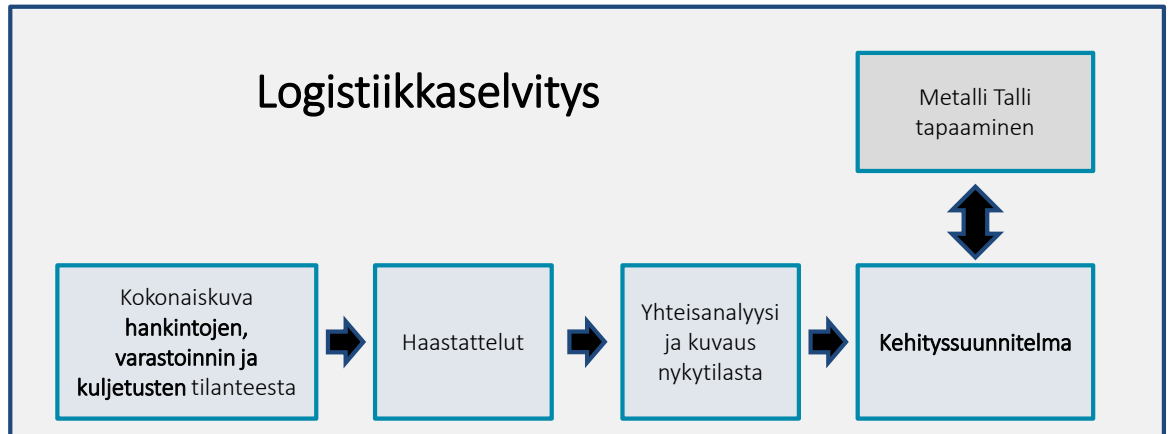 Logistiikkaselvitys
Metalli Talli
tapaaminen
Kokonaiskuva
hankintojen,
varastoinnin ja
kuljetusten tilanteesta
Haastattelut
Yhteisanalyysi
ja kuvaus
nykytilasta
Kehityssuunnitelma